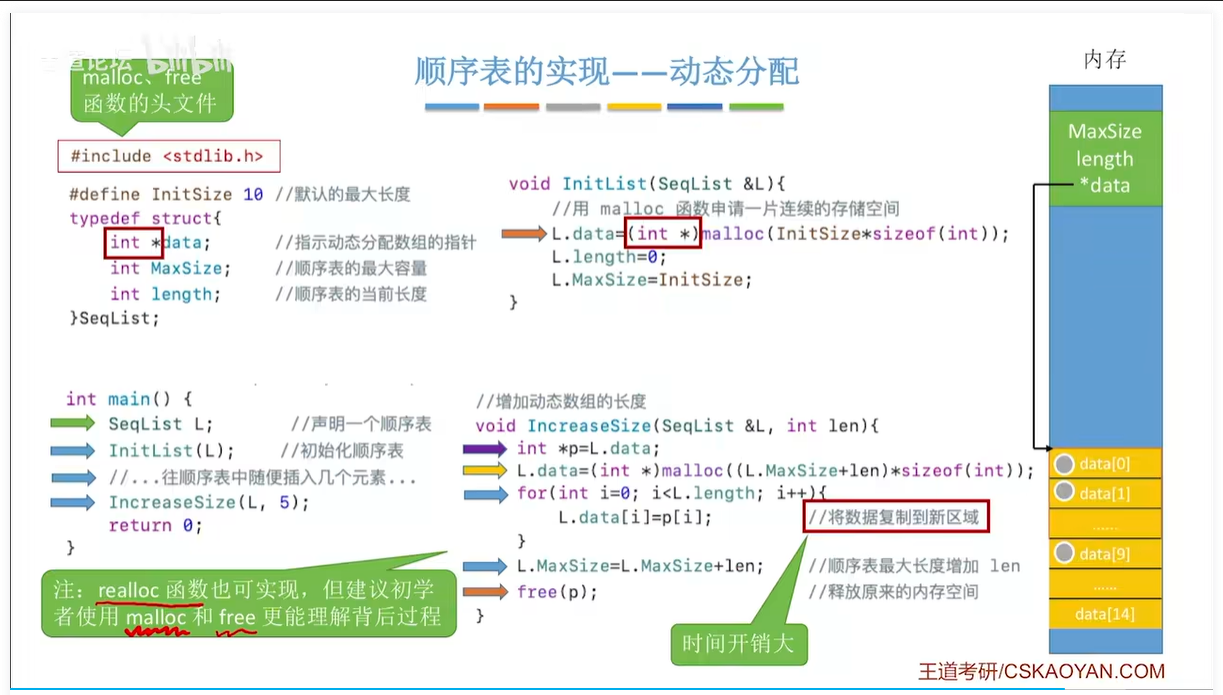 王道论坛 bilibili
顺序表的实现——动态分配
malloc、free
函数的头文件
#include <stdlib.h>
#define InitSize 10 //默认的最大长度
typedef struct{
int *data; //指示动态分配数组的指针
int MaxSize; //顺序表的最大容量
int length; //顺序表的当前长度
}SeqList;
void InitList(SeqList &L){
//用 malloc 函数申请一片连续的存储空间
L.data=(int *)malloc(InitSize*sizeof(int));
L.length=0;
L.MaxSize=InitSize;
}
int main() {
SeqList L; //声明一个顺序表
InitList(L); //初始化顺序表
//...往顺序表中随便插入几个元素...
IncreaseSize(L, 5);
return 0;
}
注：realloc 函数也可实现，但建议初学
者使用 malloc 和 free 更能理解背后过程
//增加动态数组的长度
void IncreaseSize(SeqList &L, int len){
int *p=L.data;
L.data=(int *)malloc((L.MaxSize+len)*sizeof(int));
for(int i=0; i<L.length; i++){
L.data[i]=p[i]; //将数据复制到新区域
}
L.MaxSize=L.MaxSize+len; //顺序表最大长度增加 len
free(p); //释放原来的内存空间
}
时间开销大
内存
MaxSize
length
*data
data[0]
data[1]
......
data[9]
......
data[14]
王道考研/CSKAOYAN.COM